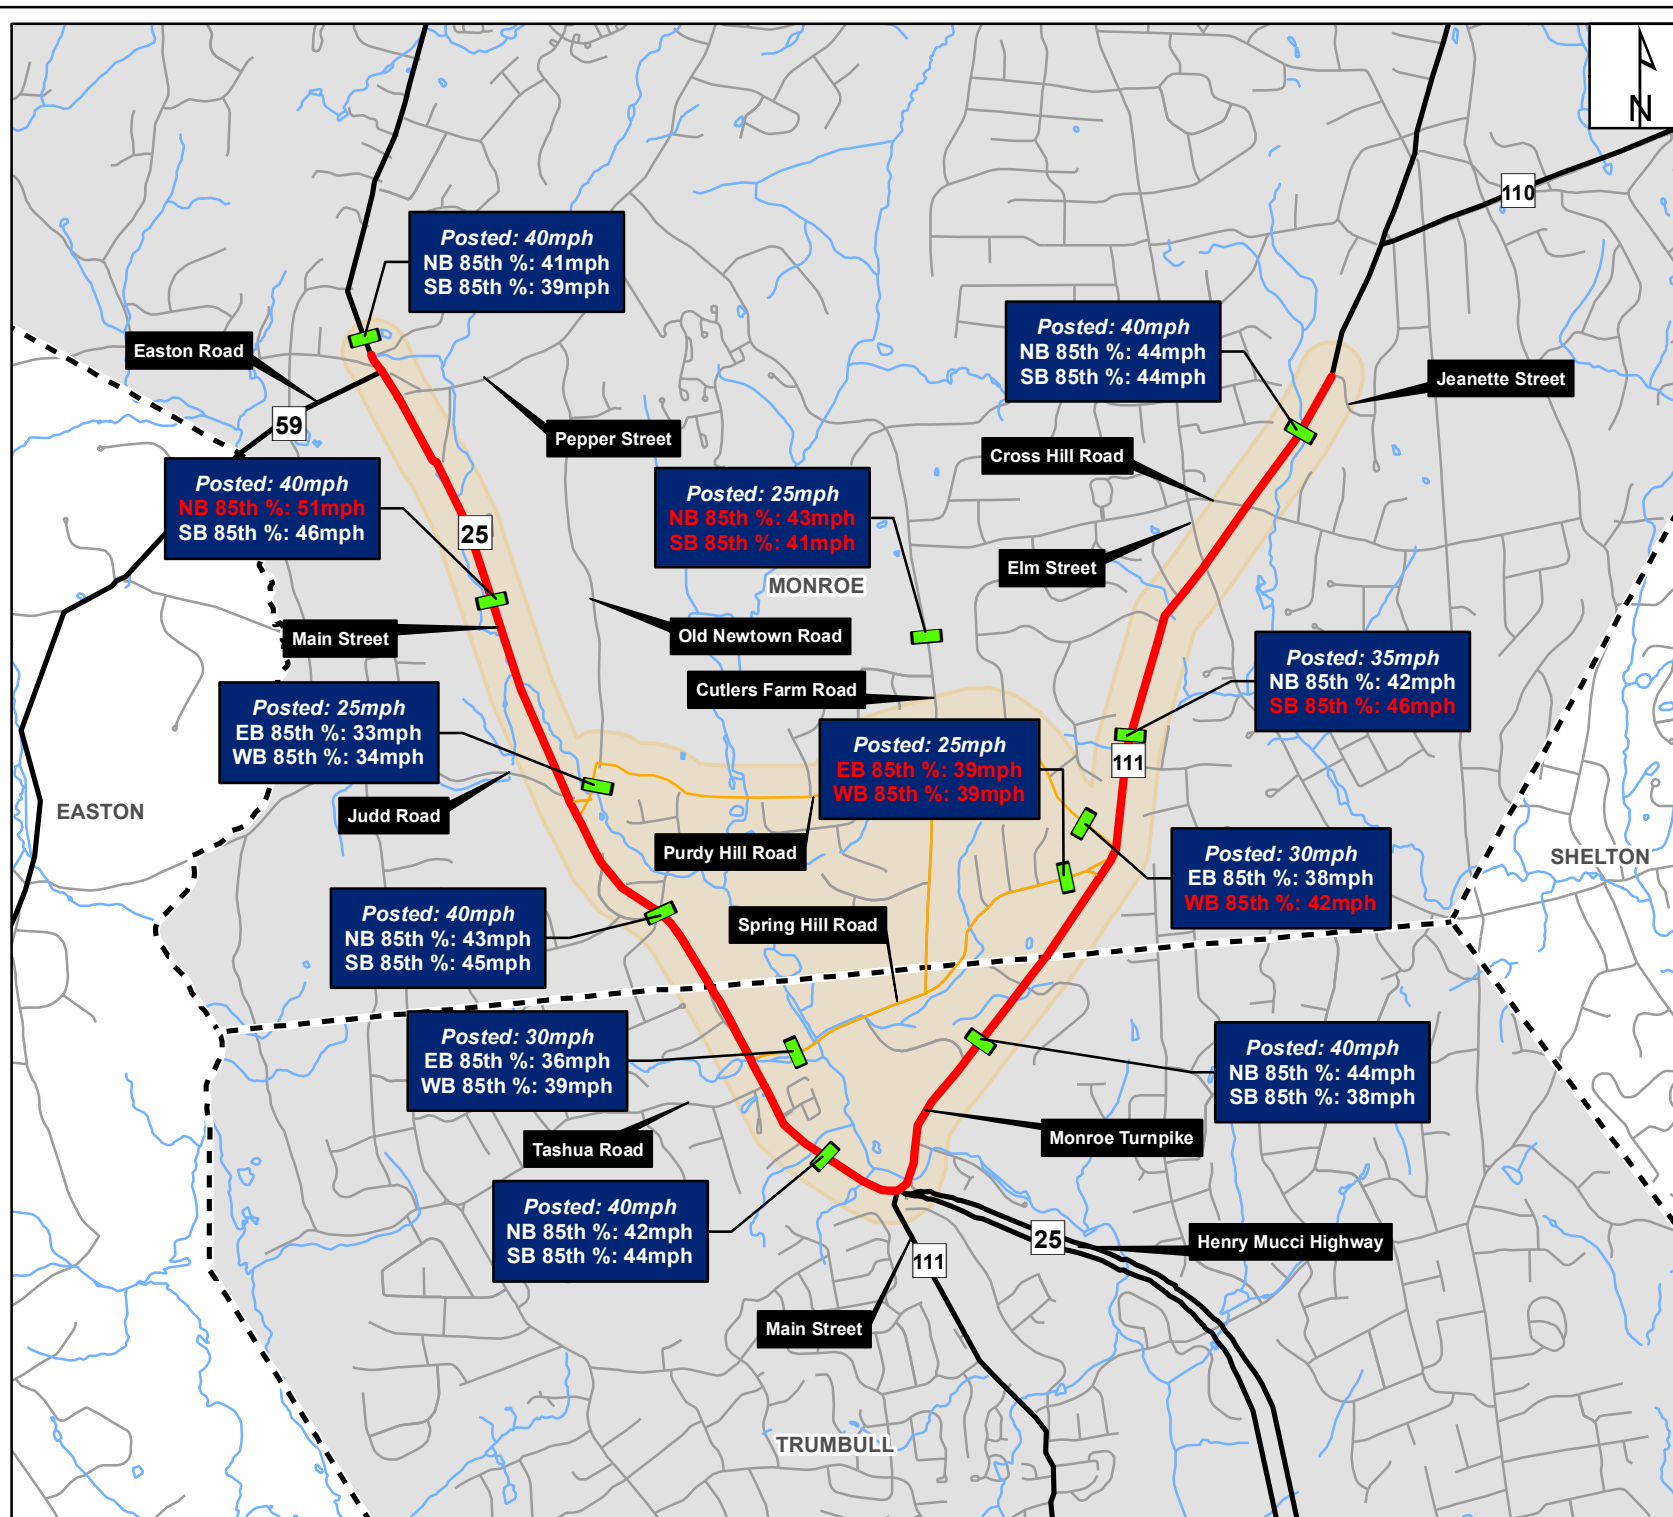 N
110
Posted: 40mph
NB 85th %: 41mph
SB 85th %: 39mph
Posted: 40mph
NB 85th %: 44mph
SB 85th %: 44mph
Easton Road
Jeanette Street
59
Pepper Street
Cross Hill Road
Posted: 40mph
NB 85th %: 51mph
SB 85th %: 46mph
25
Posted: 25mph
NB 85th %: 43mph
SB 85th %: 41mph
Elm Street
MONROE
Main Street
Old Newtown Road
Posted: 35mph
NB 85th %: 42mph
SB 85th %: 46mph
Cutlers Farm Road
Posted: 25mph
EB 85th %: 33mph
WB 85th %: 34mph
Posted: 25mph
EB 85th %: 39mph
WB 85th %: 39mph
111
EASTON
Judd Road
Purdy Hill Road
Posted: 30mph
EB 85th %: 38mph
WB 85th %: 42mph
SHELTON
Posted: 40mph
NB 85th %: 43mph
SB 85th %: 45mph
Spring Hill Road
Posted: 30mph
EB 85th %: 36mph
WB 85th %: 39mph
Posted: 40mph
NB 85th %: 44mph
SB 85th %: 38mph
Tashua Road
Monroe Turnpike
Posted: 40mph
NB 85th %: 42mph
SB 85th %: 44mph
25
Henry Mucci Highway
111
Main Street
TRUMBULL